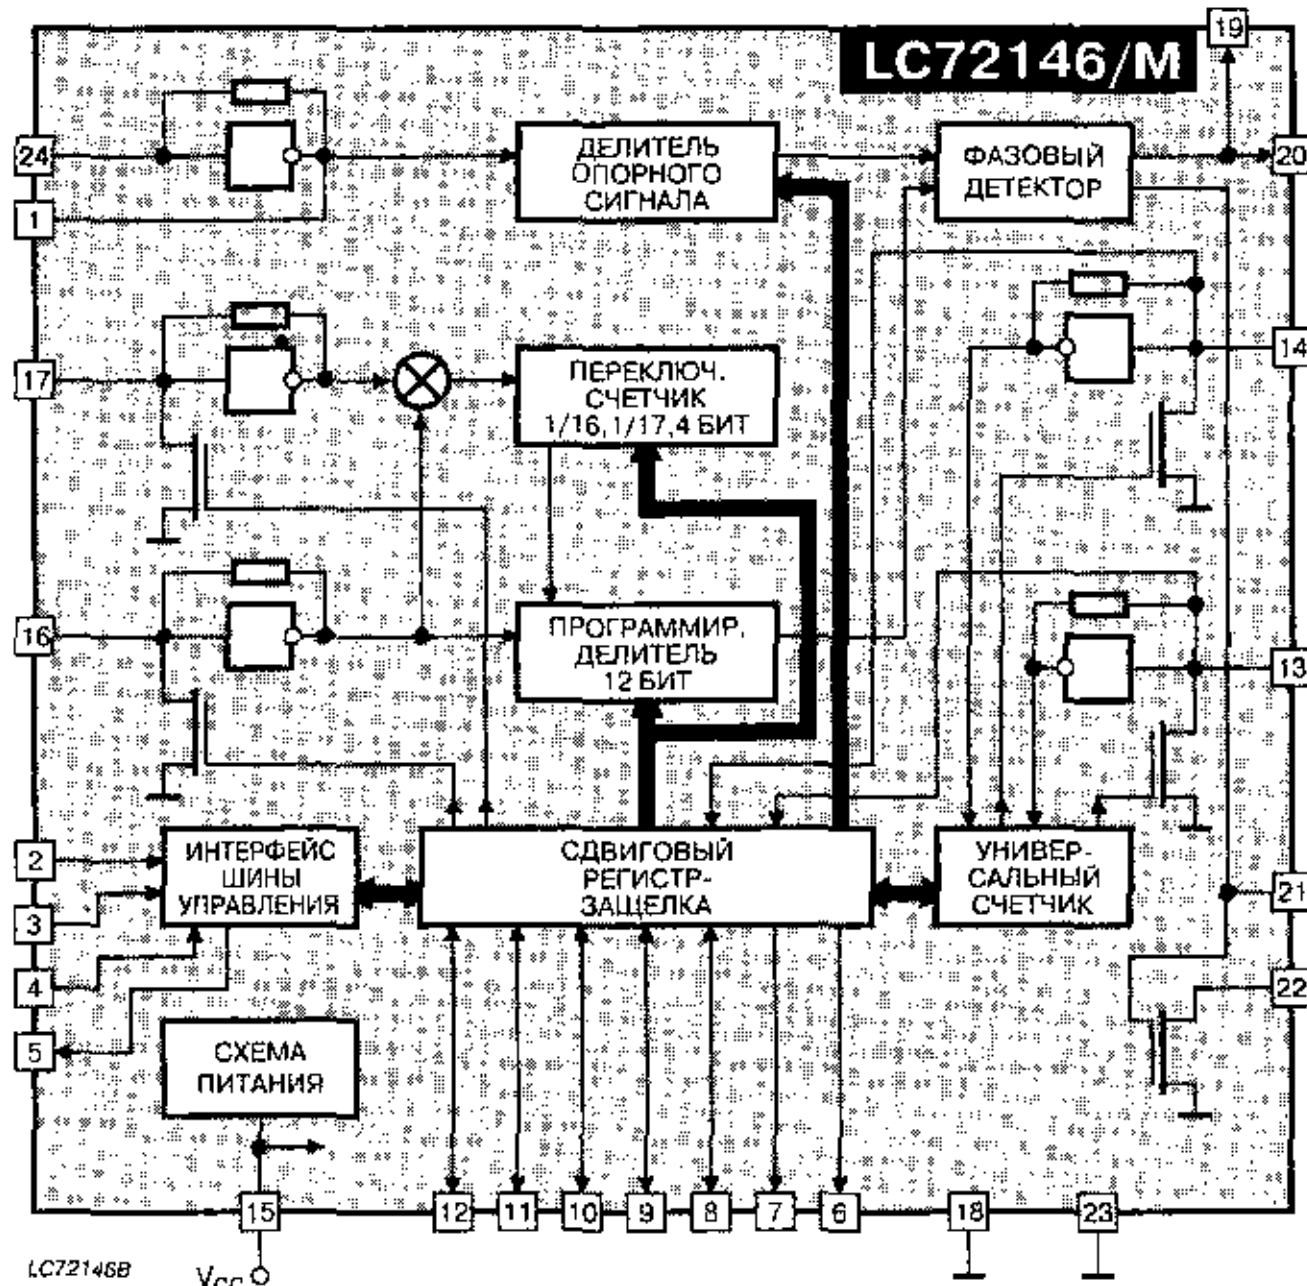 LC72146/M
19
24
ДЕЛИТЕЛЬ
ОПОРНОГО
СИГНАЛА
ФАЗОВЫЙ
ДЕТЕКТОР
20
1
17
ПЕРЕКЛЮЧ.
СЧЕТЧИК
1/16,1/17,4 БИТ
14
16
ПРОГРАММИР.
ДЕЛИТЕЛЬ
12 БИТ
13
2
ИНТЕРФЕЙС
ШИНЫ
УПРАВЛЕНИЯ
СДВИГОВЫЙ
РЕГИСТР-
ЗАЩЕЛКА
УНИВЕР-
САЛЬНЫЙ
СЧЕТЧИК
21
3
4
22
5
СХЕМА
ПИТАНИЯ
15
12
11
10
9
8
7
6
18
23
LC72146B
VCC